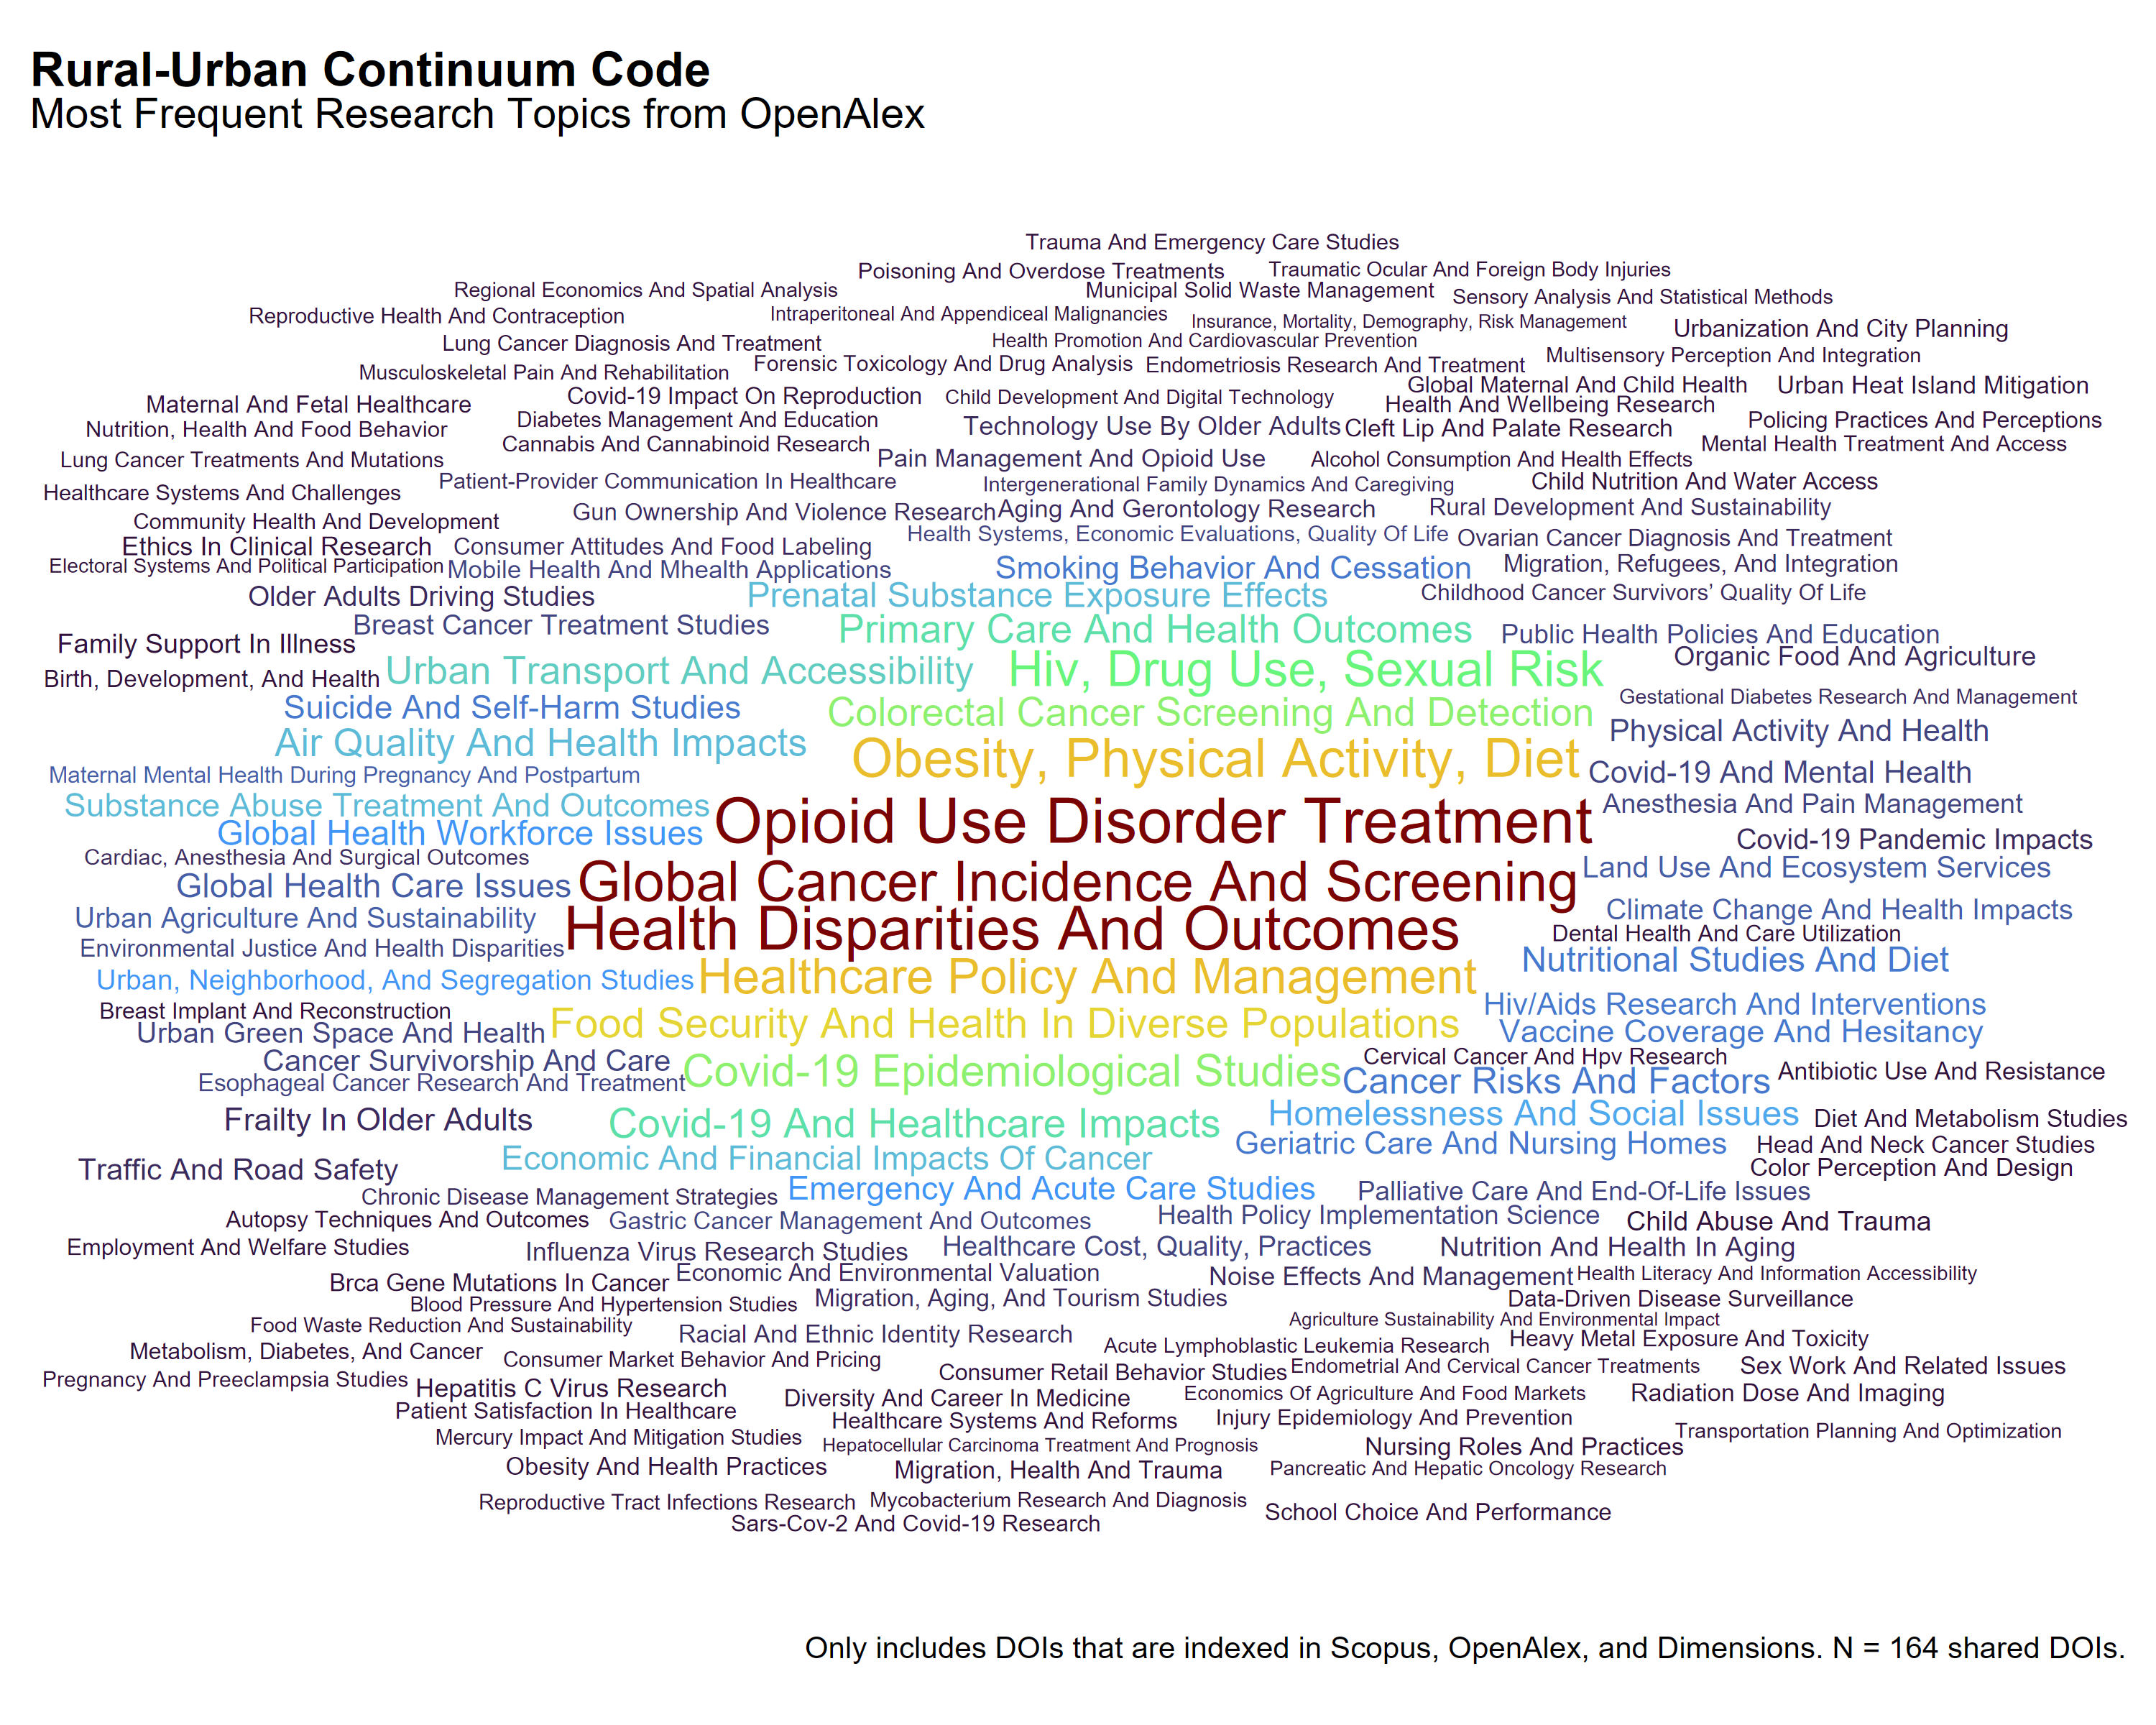 Rural-Urban Continuum Code
Most Frequent Research Topics from OpenAlex
Trauma And Emergency Care Studies
Poisoning And Overdose Treatments
Traumatic Ocular And Foreign Body Injuries
Regional Economics And Spatial Analysis
Municipal Solid Waste Management
Sensory Analysis And Statistical Methods
Reproductive Health And Contraception
Intraperitoneal And Appendiceal Malignancies
Insurance, Mortality, Demography, Risk Management
Urbanization And City Planning
Lung Cancer Diagnosis And Treatment
Health Promotion And Cardiovascular Prevention
Forensic Toxicology And Drug Analysis
Endometriosis Research And Treatment
Multisensory Perception And Integration
Musculoskeletal Pain And Rehabilitation
Global Maternal And Child Health
Urban Heat Island Mitigation
Maternal And Fetal Healthcare
Covid-19 Impact On Reproduction
Child Development And Digital Technology
Health And Wellbeing Research
Nutrition, Health And Food Behavior
Diabetes Management And Education
Technology Use By Older Adults
Cleft Lip And Palate Research
Policing Practices And Perceptions
Cannabis And Cannabinoid Research
Mental Health Treatment And Access
Lung Cancer Treatments And Mutations
Pain Management And Opioid Use
Alcohol Consumption And Health Effects
Healthcare Systems And Challenges
Patient-Provider Communication In Healthcare
Intergenerational Family Dynamics And Caregiving
Child Nutrition And Water Access
Community Health And Development
Gun Ownership And Violence Research
Aging And Gerontology Research
Rural Development And Sustainability
Ethics In Clinical Research
Consumer Attitudes And Food Labeling
Health Systems, Economic Evaluations, Quality Of Life
Ovarian Cancer Diagnosis And Treatment
Electoral Systems And Political Participation
Mobile Health And Mhealth Applications
Smoking Behavior And Cessation
Migration, Refugees, And Integration
Older Adults Driving Studies
Prenatal Substance Exposure Effects
Childhood Cancer Survivors’ Quality Of Life
Family Support In Illness
Breast Cancer Treatment Studies
Primary Care And Health Outcomes
Public Health Policies And Education
Organic Food And Agriculture
Birth, Development, And Health
Urban Transport And Accessibility
Hiv, Drug Use, Sexual Risk
Gestational Diabetes Research And Management
Suicide And Self-Harm Studies
Colorectal Cancer Screening And Detection
Physical Activity And Health
Air Quality And Health Impacts
Obesity, Physical Activity, Diet
Covid-19 And Mental Health
Maternal Mental Health During Pregnancy And Postpartum
Substance Abuse Treatment And Outcomes
Opioid Use Disorder Treatment
Anesthesia And Pain Management
Global Health Workforce Issues
Covid-19 Pandemic Impacts
Cardiac, Anesthesia And Surgical Outcomes
Global Health Care Issues
Global Cancer Incidence And Screening
Land Use And Ecosystem Services
Urban Agriculture And Sustainability
Health Disparities And Outcomes
Climate Change And Health Impacts
Dental Health And Care Utilization
Environmental Justice And Health Disparities
Nutritional Studies And Diet
Urban, Neighborhood, And Segregation Studies
Healthcare Policy And Management
Hiv/Aids Research And Interventions
Breast Implant And Reconstruction
Urban Green Space And Health
Food Security And Health In Diverse Populations
Vaccine Coverage And Hesitancy
Cancer Survivorship And Care
Cervical Cancer And Hpv Research
Esophageal Cancer Research And Treatment
Covid-19 Epidemiological Studies
Cancer Risks And Factors
Antibiotic Use And Resistance
Frailty In Older Adults
Covid-19 And Healthcare Impacts
Homelessness And Social Issues
Diet And Metabolism Studies
Geriatric Care And Nursing Homes
Head And Neck Cancer Studies
Traffic And Road Safety
Economic And Financial Impacts Of Cancer
Color Perception And Design
Chronic Disease Management Strategies
Emergency And Acute Care Studies
Palliative Care And End-Of-Life Issues
Autopsy Techniques And Outcomes
Gastric Cancer Management And Outcomes
Health Policy Implementation Science
Child Abuse And Trauma
Employment And Welfare Studies
Influenza Virus Research Studies
Healthcare Cost, Quality, Practices
Nutrition And Health In Aging
Brca Gene Mutations In Cancer
Economic And Environmental Valuation
Noise Effects And Management
Health Literacy And Information Accessibility
Blood Pressure And Hypertension Studies
Migration, Aging, And Tourism Studies
Data-Driven Disease Surveillance
Food Waste Reduction And Sustainability
Racial And Ethnic Identity Research
Agriculture Sustainability And Environmental Impact
Heavy Metal Exposure And Toxicity
Metabolism, Diabetes, And Cancer
Consumer Market Behavior And Pricing
Acute Lymphoblastic Leukemia Research
Pregnancy And Preeclampsia Studies
Consumer Retail Behavior Studies
Endometrial And Cervical Cancer Treatments
Sex Work And Related Issues
Hepatitis C Virus Research
Diversity And Career In Medicine
Economics Of Agriculture And Food Markets
Radiation Dose And Imaging
Patient Satisfaction In Healthcare
Healthcare Systems And Reforms
Injury Epidemiology And Prevention
Transportation Planning And Optimization
Mercury Impact And Mitigation Studies
Hepatocellular Carcinoma Treatment And Prognosis
Nursing Roles And Practices
Obesity And Health Practices
Migration, Health And Trauma
Pancreatic And Hepatic Oncology Research
Reproductive Tract Infections Research
Mycobacterium Research And Diagnosis
School Choice And Performance
Sars-Cov-2 And Covid-19 Research
Only includes DOIs that are indexed in Scopus, OpenAlex, and Dimensions. N = 164 shared DOIs.